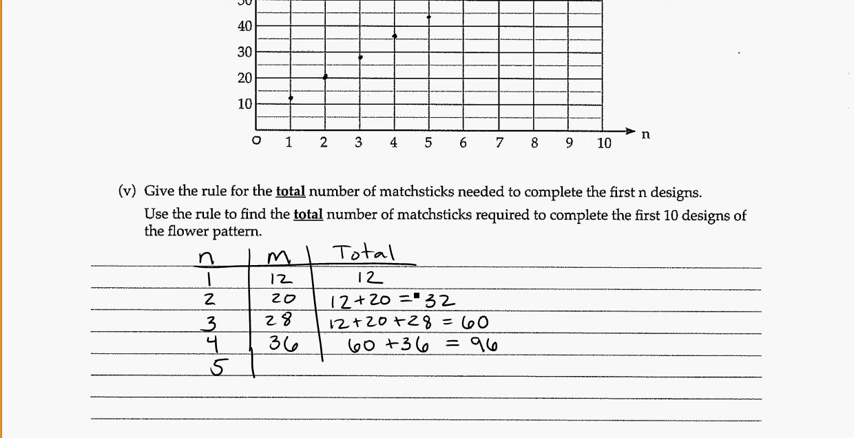 40
30
20
10
0 1 2 3 4 5 6 7 8 9 10 n
(v) Give the rule for the total number of matchsticks needed to complete the first n designs.
Use the rule to find the total number of matchsticks required to complete the first 10 designs of
the flower pattern.
n m Total
1 12 12
2 20 12+20 = 32
3 28 12+20+28 = 60
4 36 60+36 = 96
5